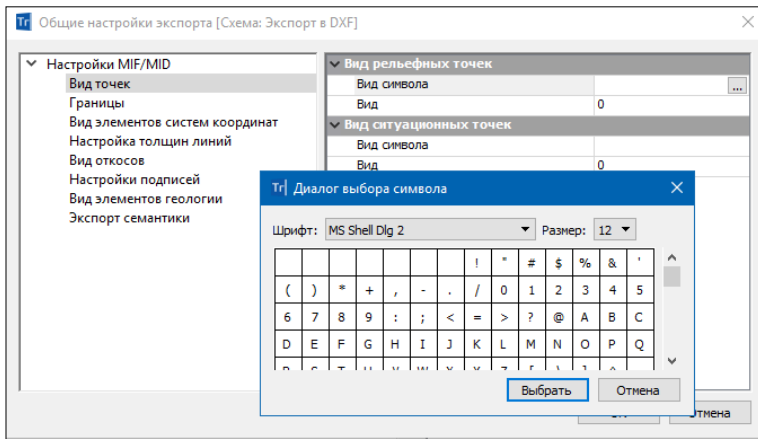 Tr Общие настройки экспорта [Схема: Экспорт в DXF]
Настройки MIF/MID
Вид точек
Границы
Вид элементов систем координат
Настройка толщин линий
Вид откосов
Настройки подписей
Вид элементов геологии
Экспорт семантики
Вид рельефных точек
Вид символа ...
Вид 0
Вид ситуационных точек
Вид символа
Вид 0
Tr Диалог выбора символа
Шрифт: MS Shell Dlg 2 Размер: 12
! " # $ % & '
( ) * + , - . / 0 1 2 3 4 5
6 7 8 9 : ; < = > ? @ A B C
D E F G H I J K L M N O P Q
Выбрать Отмена